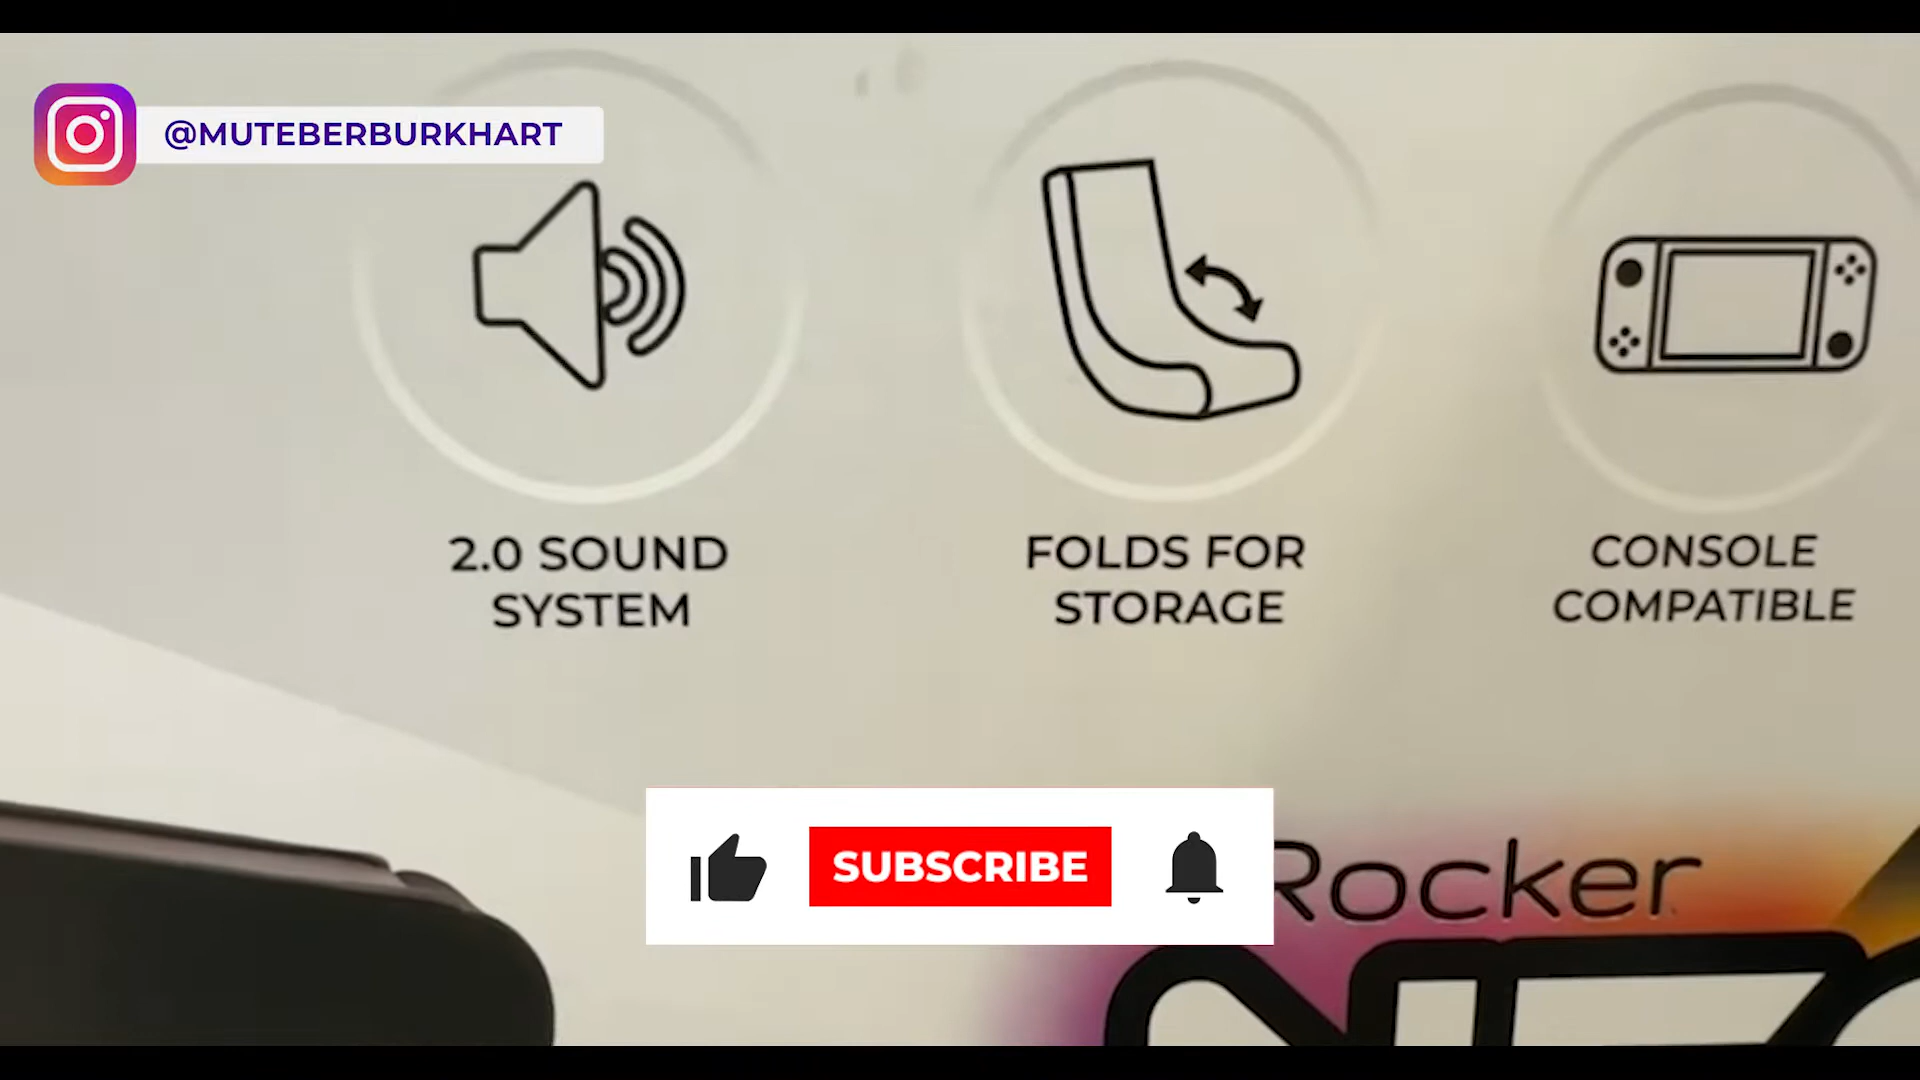 @MUTEBERBURKHART
2.0 SOUND
SYSTEM
FOLDS FOR
STORAGE
CONSOLE
COMPATIBLE
SUBSCRIBE
Rocker